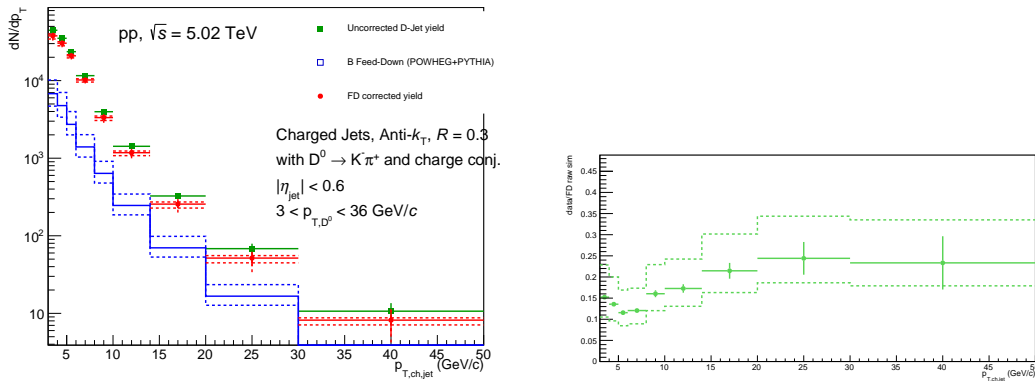 dN/dp_T
pp, √s = 5.02 TeV
Uncorrected D-Jet yield
B Feed-Down (POWHEG+PYTHIA)
FD corrected yield
Charged Jets, Anti-k_T, R = 0.3
with D^0 → K^-π^+ and charge conj.
|η_jet| < 0.6
3 < p_T,D^0 < 36 GeV/c
10^4
10^3
10^2
10
5 10 15 20 25 30 35 40 45 50
p_T,ch,jet (GeV/c)
data/FD raw sim
0.45
0.4
0.35
0.3
0.25
0.2
0.15
0.1
0.05
0
5 10 15 20 25 30 35 40 45 50
p_T,ch,jet (GeV/c)